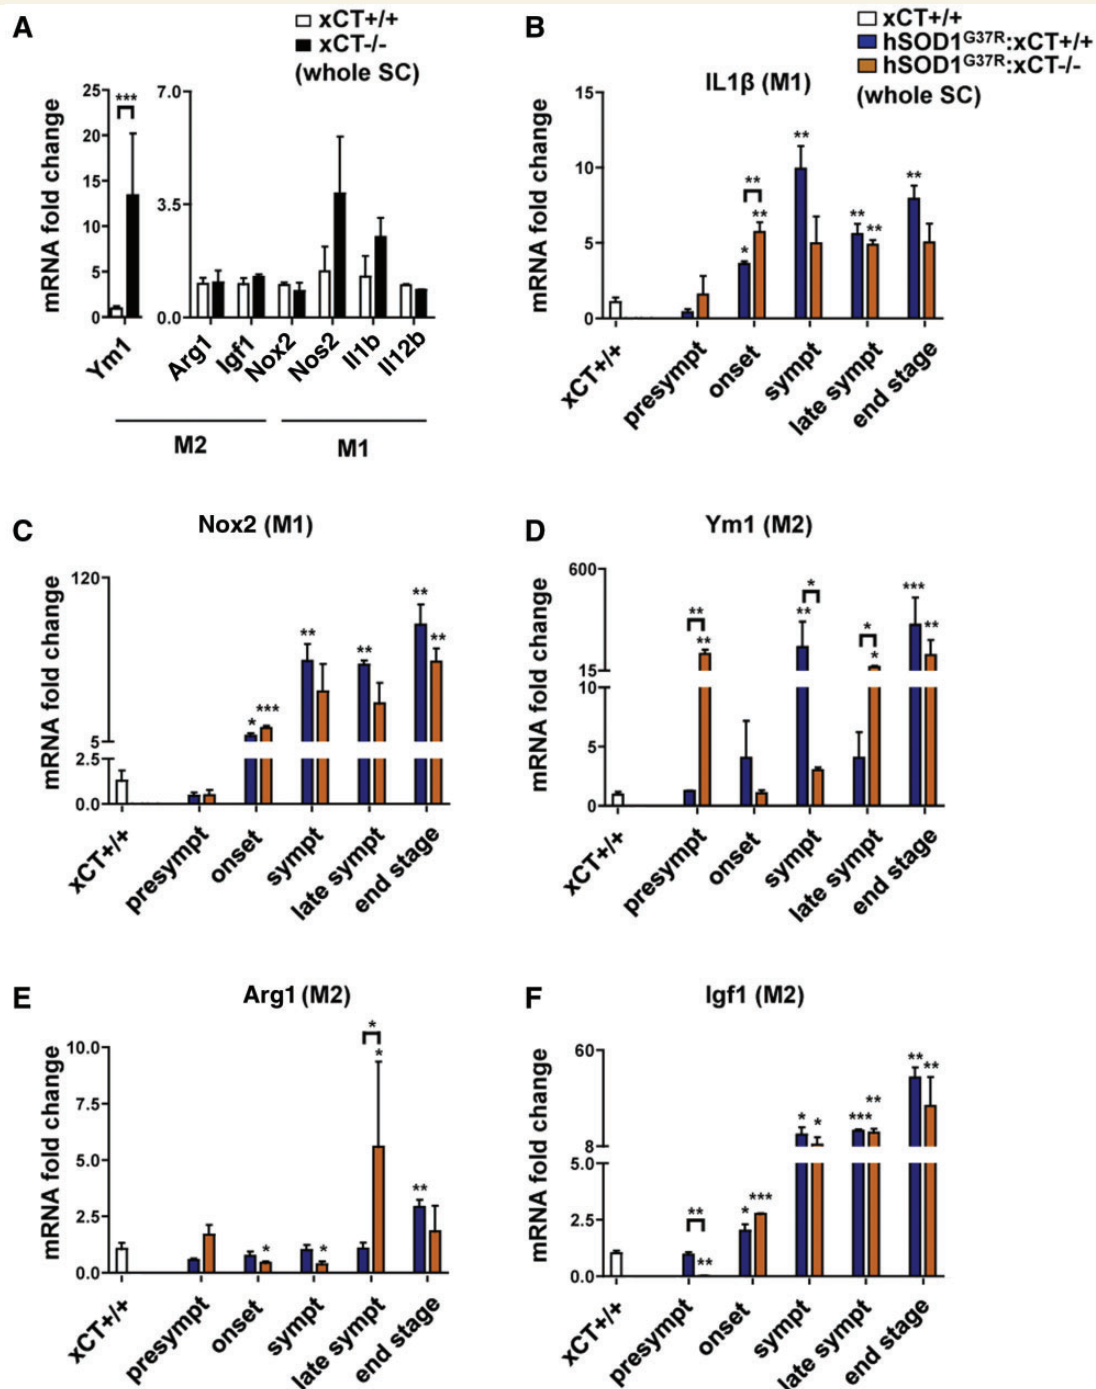 A
xCT+/+
xCT-/-
(whole SC)
mRNA fold change
25
20
15
10
5
0
***
7.0
3.5
0.0
Ym1
Arg1
Igf1
Nox2
Nos2
Il1b
Il12b
M2
M1
B
xCT+/+
hSOD1G37R:xCT+/+
hSOD1G37R:xCT-/-
(whole SC)
IL1β (M1)
mRNA fold change
15
10
5
0
*
**
**
**
**
**
**
xCT+/+
presympt
onset
sympt
late sympt
end stage
C
Nox2 (M1)
mRNA fold change
120
5
2.5
0.0
*
***
**
**
**
**
xCT+/+
presympt
onset
sympt
late sympt
end stage
D
Ym1 (M2)
mRNA fold change
600
15
10
5
0
**
**
*
**
*
*
***
**
xCT+/+
presympt
onset
sympt
late sympt
end stage
E
Arg1 (M2)
mRNA fold change
10.0
7.5
5.0
2.5
0.0
*
*
*
*
**
xCT+/+
presympt
onset
sympt
late sympt
end stage
F
Igf1 (M2)
mRNA fold change
60
8
5.0
2.5
0.0
**
**
*
***
*
*
***
**
**
**
xCT+/+
presympt
onset
sympt
late sympt
end stage